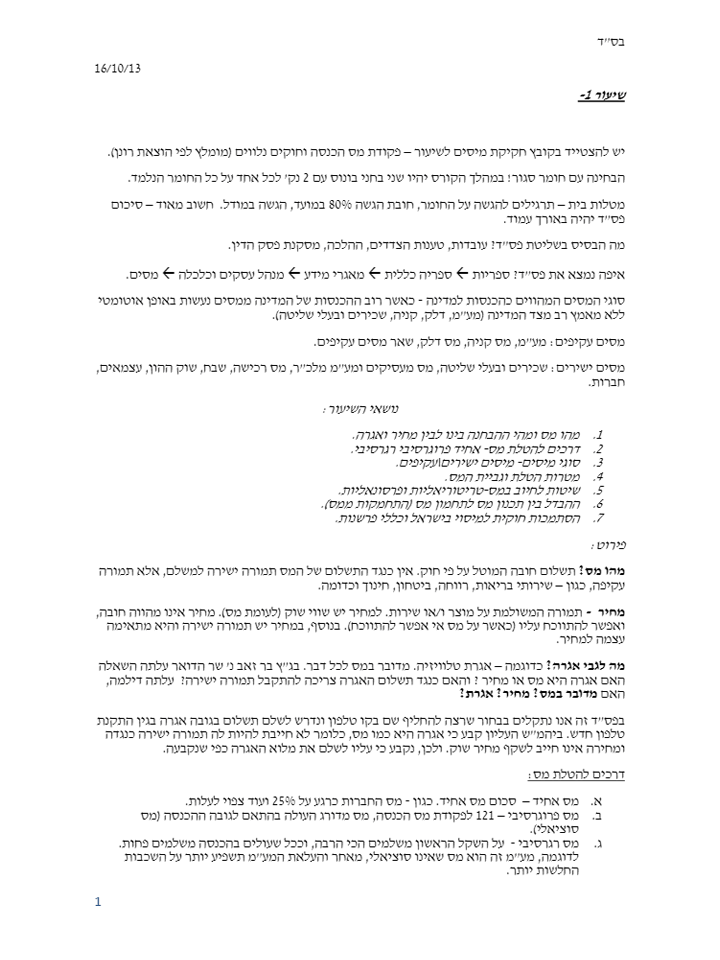 בס״ד
16/10/13
שיעור 1-
יש להצטייד בקובץ חקיקת מיסים לשיעור – פקודת מס הכנסה וחוקים נלווים (מומלץ לפי הוצאת רונן).
הבחינה עם חומר סגור! במהלך הקורס יהיו שני בחני בונוס עם 2 נק׳ לכל אחד על כל החומר הנלמד.
מטלות בית – תרגילים להגשה על החומר, חובת הגשה 80% במועד, הגשה במודל. חשוב מאוד – סיכום
פס״ד יהיה באורך עמוד.
מה הבסיס בשליטת פס״ד? עובדות, טענות הצדדים, ההלכה, מסקנת פסק הדין.
איפה נמצא את פס״ד? ספריות ← ספריה כללית ← מאגרי מידע ← מנהל עסקים וכלכלה ← מסים.
סוגי המסים המהווים כהכנסות למדינה - כאשר רוב ההכנסות של המדינה ממסים נעשות באופן אוטומטי
ללא מאמץ רב מצד המדינה (מע״מ, דלק, קניה, שכירים ובעלי שליטה).
מסים עקיפים: מע״מ, מס קניה, מס דלק, שאר מסים עקיפים.
מסים ישירים: שכירים ובעלי שליטה, מס מעסיקים ומע״מ מלכ״ר, מס רכישה, שבח, שוק ההון, עצמאים,
חברות.
נושאי השיעור:
1. מהו מס ומהי ההבחנה בינו לבין מחיר ואגרה.
2. דרכים להטלת מס- אחיד פרוגרסיבי רגרסיבי.
3. סוגי מיסים- מיסים ישירים\עקיפים.
4. מטרות הטלת וגביית המס.
5. שיטות לחיוב במס-טריטוריאליות ופרסונאליות.
6. ההבדל בין תכנון מס לתחמון מס (התחמקות ממס).
7. הסתמכות חוקית למיסוי בישראל וכללי פרשנות.
פירוט:
מהו מס? תשלום חובה המוטל על פי חוק. אין כנגד התשלום של המס תמורה ישירה למשלם, אלא תמורה
עקיפה, כגון – שירותי בריאות, רווחה, ביטחון, חינוך וכדומה.
מחיר - תמורה המשולמת על מוצר ו/או שירות. למחיר יש שווי שוק (לעומת מס). מחיר אינו מהווה חובה,
ואפשר להתווכח עליו (כאשר על מס אי אפשר להתווכח). בנוסף, במחיר יש תמורה ישירה והיא מתאימה
עצמה למחיר.
מה לגבי אגרה? כדוגמה – אגרת טלוויזיה. מדובר במס לכל דבר. בג״ץ בר זאב נ׳ שר הדואר עלתה השאלה
האם אגרה היא מס או מחיר? והאם כנגד תשלום האגרה צריכה להתקבל תמורה ישירה? עלתה דילמה,
האם מדובר במס? מחיר? אגרת?
בפס״ד זה אנו נתקלים בבחור שרצה להחליף שם בקו טלפון ונדרש לשלם תשלום בגובה אגרה בגין התקנת
טלפון חדש. ביהמ״ש העליון קבע כי אגרה היא כמו מס, כלומר לא חייבת להיות לה תמורה ישירה כנגדה
ומחירה אינו חייב לשקף מחיר שוק. ולכן, נקבע כי עליו לשלם את מלוא האגרה כפי שנקבעה.
דרכים להטלת מס:
א. מס אחיד – סכום מס אחיד. כגון - מס החברות כרגע על 25% ועוד צפוי לעלות.
ב. מס פרוגרסיבי – 121 לפקודת מס הכנסה, מס מדורג העולה בהתאם לגובה ההכנסה (מס
סוציאלי).
ג. מס רגרסיבי - על השקל הראשון משלמים הכי הרבה, וככל שעולים בהכנסה משלמים פחות.
לדוגמה, מע״מ זה הוא מס שאינו סוציאלי, מאחר והעלאת המע״מ תשפיע יותר על השכבות
החלשות יותר.
1